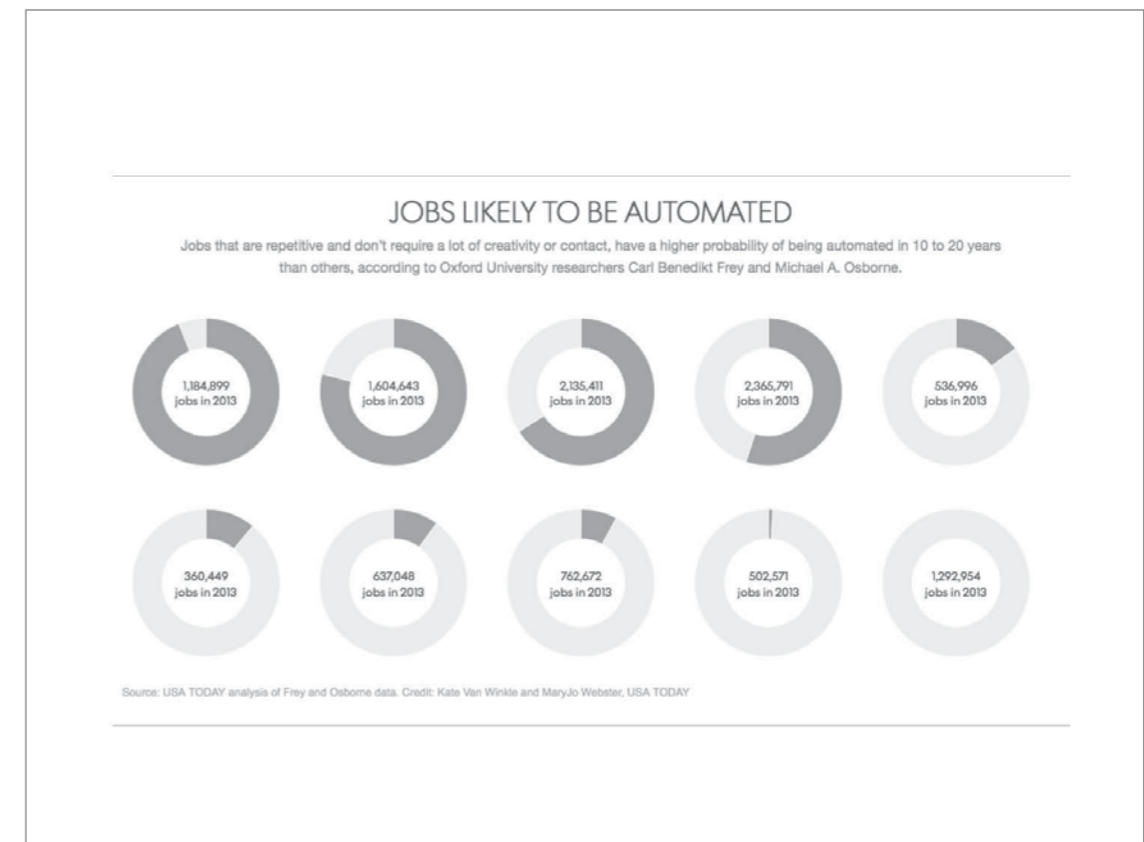 JOBS LIKELY TO BE AUTOMATED
Jobs that are repetitive and don't require a lot of creativity or contact, have a higher probability of being automated in 10 to 20 years
than others, according to Oxford University researchers Carl Benedikt Frey and Michael A. Osborne.
1,184,899
jobs in 2013
1,604,643
jobs in 2013
2,135,411
jobs in 2013
2,365,791
jobs in 2013
536,996
jobs in 2013
360,449
jobs in 2013
637,048
jobs in 2013
762,672
jobs in 2013
502,571
jobs in 2013
1,292,954
jobs in 2013
Source: USA TODAY analysis of Frey and Osborne data. Credit: Kate Van Winkle and MaryJo Webster, USA TODAY